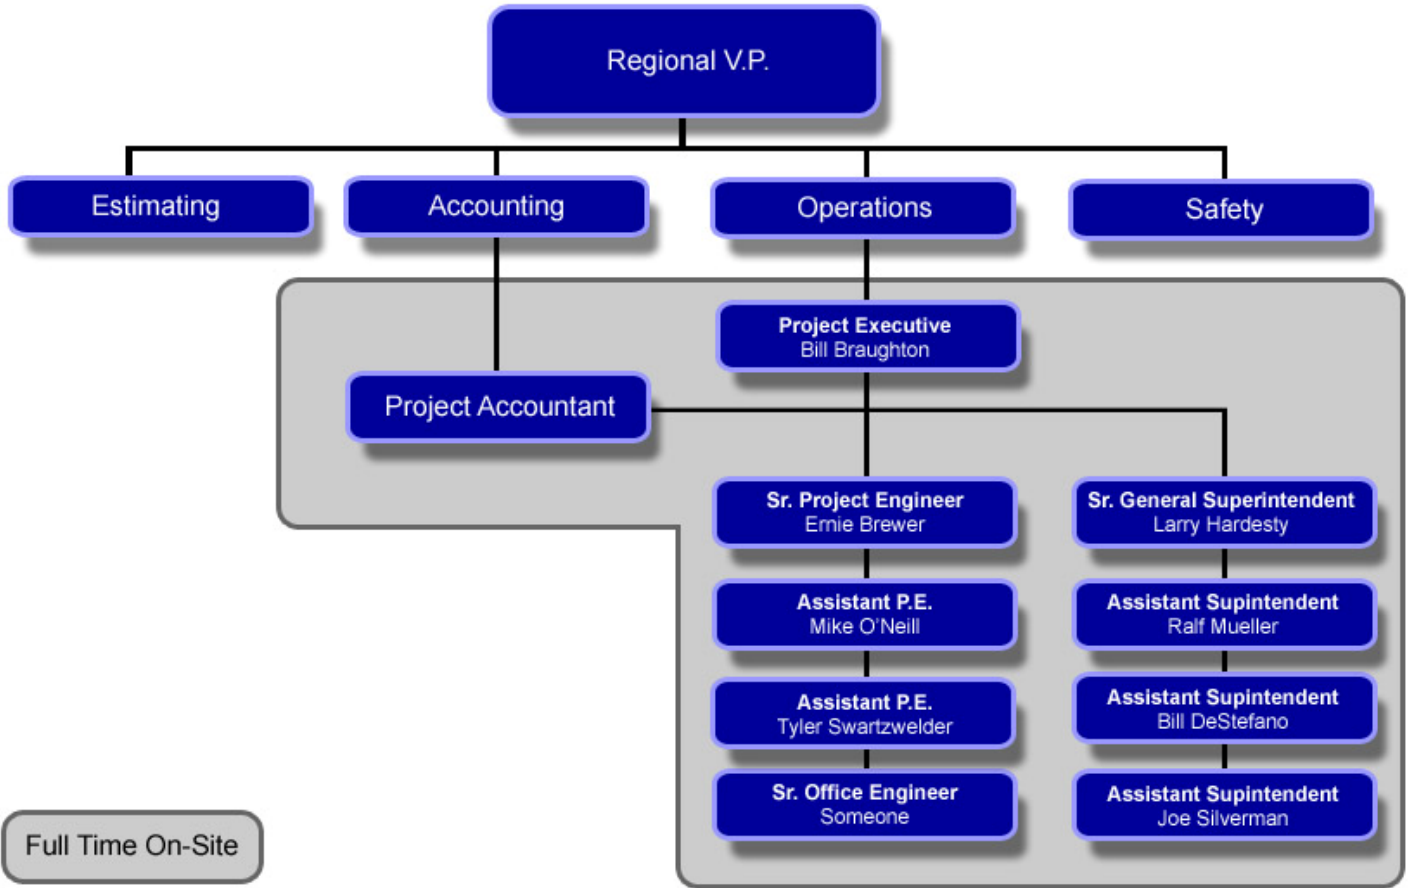 Regional V.P.
Estimating
Accounting
Operations
Safety
Project Executive
Bill Braughton
Project Accountant
Sr. Project Engineer
Ernie Brewer
Sr. General Superintendent
Larry Hardesty
Assistant P.E.
Mike O'Neill
Assistant Supintendent
Ralf Mueller
Assistant P.E.
Tyler Swartzwelder
Assistant Supintendent
Bill DeStefano
Sr. Office Engineer
Someone
Assistant Supintendent
Joe Silverman
Full Time On-Site